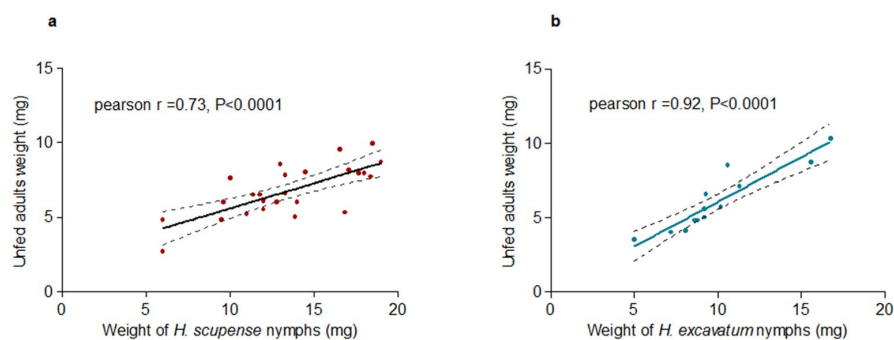 a
15
pearson r =0.73, P<0.0001
10
5
0
0
5
10
15
20
Unfed adults weight (mg)
Weight of H. scupense nymphs (mg)
b
15
pearson r =0.92, P<0.0001
10
5
0
0
5
10
15
20
Unfed adults weight (mg)
Weight of H. excavatum nymphs (mg)